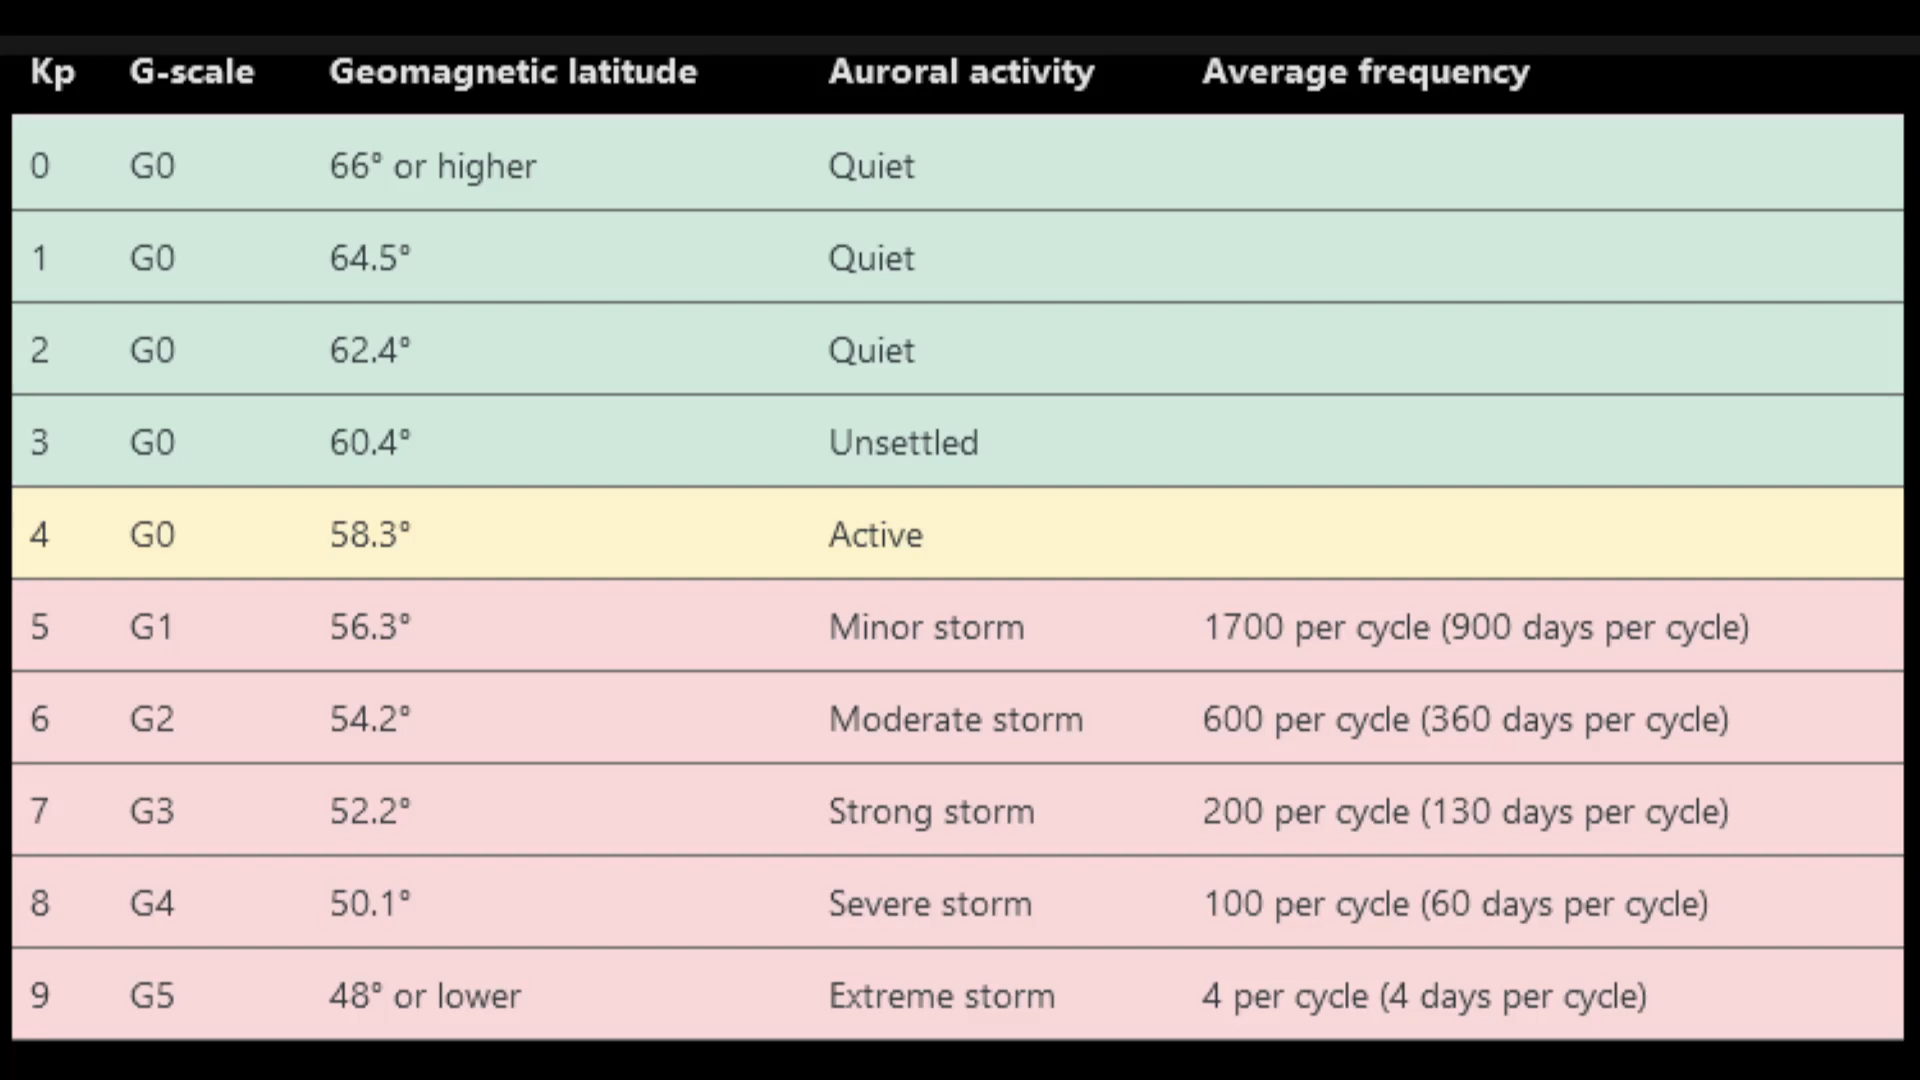 Kp G-scale Geomagnetic latitude Auroral activity Average frequency
0 G0 66° or higher Quiet
1 G0 64.5° Quiet
2 G0 62.4° Quiet
3 G0 60.4° Unsettled
4 G0 58.3° Active
5 G1 56.3° Minor storm 1700 per cycle (900 days per cycle)
6 G2 54.2° Moderate storm 600 per cycle (360 days per cycle)
7 G3 52.2° Strong storm 200 per cycle (130 days per cycle)
8 G4 50.1° Severe storm 100 per cycle (60 days per cycle)
9 G5 48° or lower Extreme storm 4 per cycle (4 days per cycle)